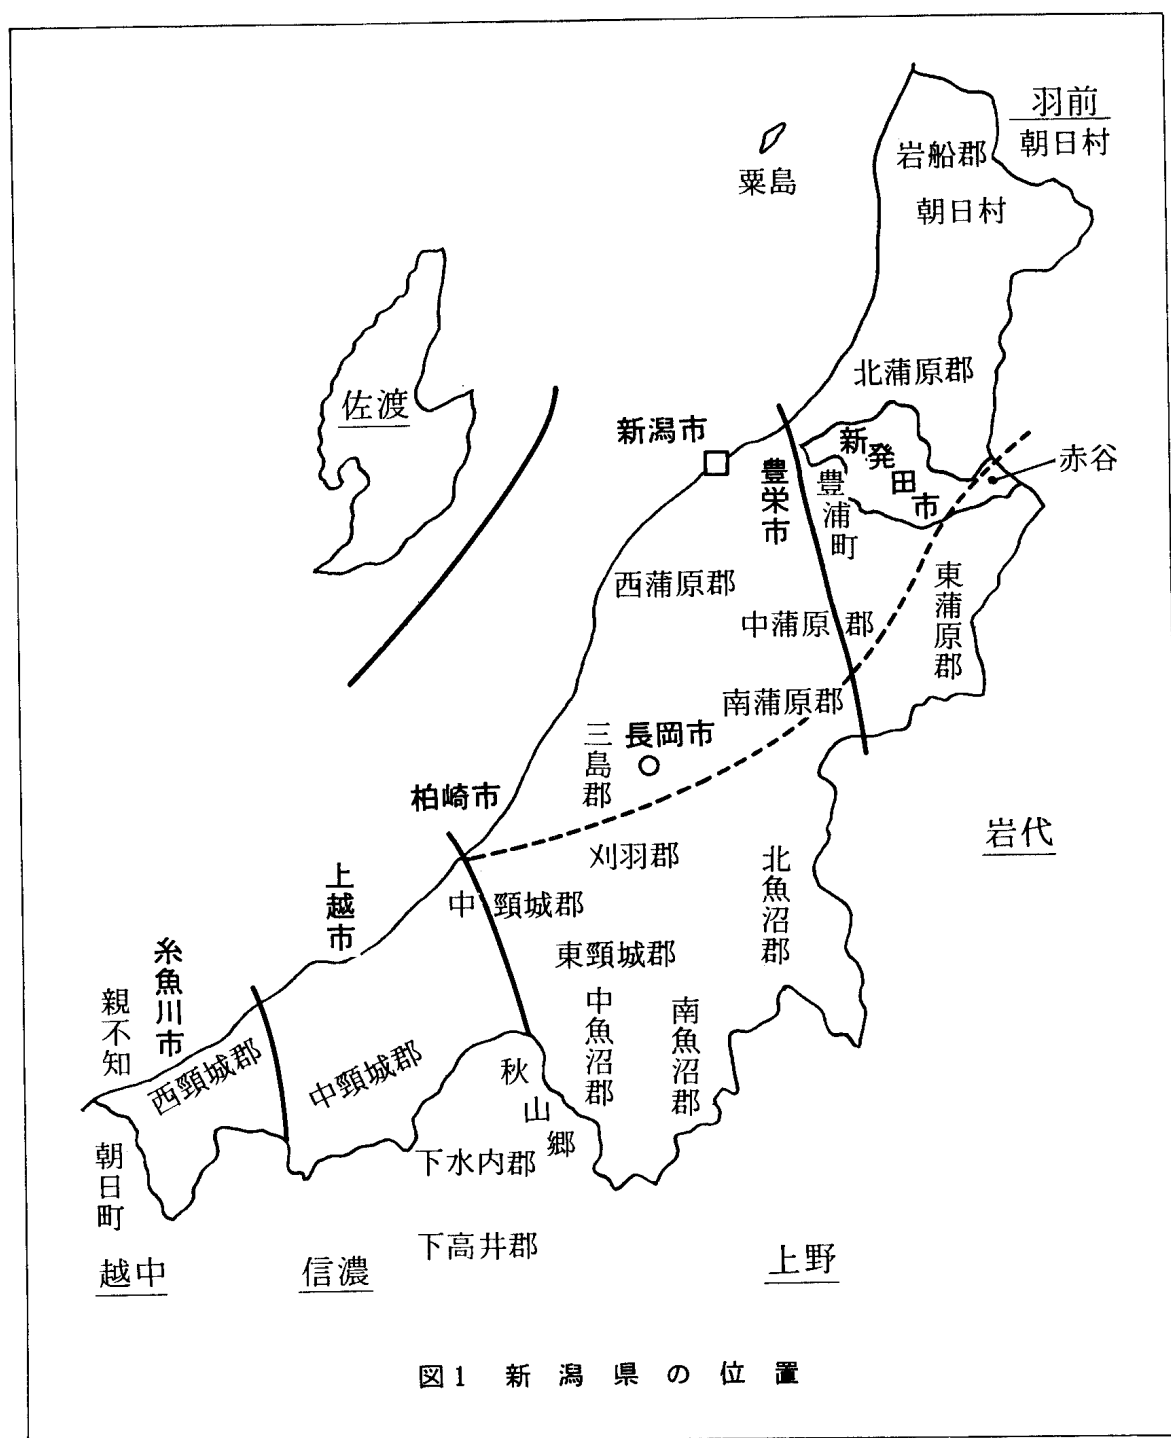 羽前
朝日村
岩船郡
朝日村
粟島
佐渡
北蒲原郡
新潟市
新発田市
赤谷
豊栄市
豊浦町
西蒲原郡
東蒲原郡
中蒲原郡
南蒲原郡
三島郡
長岡市
柏崎市
岩代
刈羽郡
北魚沼郡
上越市
中頸城郡
東頸城郡
糸魚川市
親不知
中魚沼郡
南魚沼郡
西頸城郡
中頸城郡
秋山郷
朝日町
下水内郡
下高井郡
越中
信濃
上野
図1 新潟県の位置